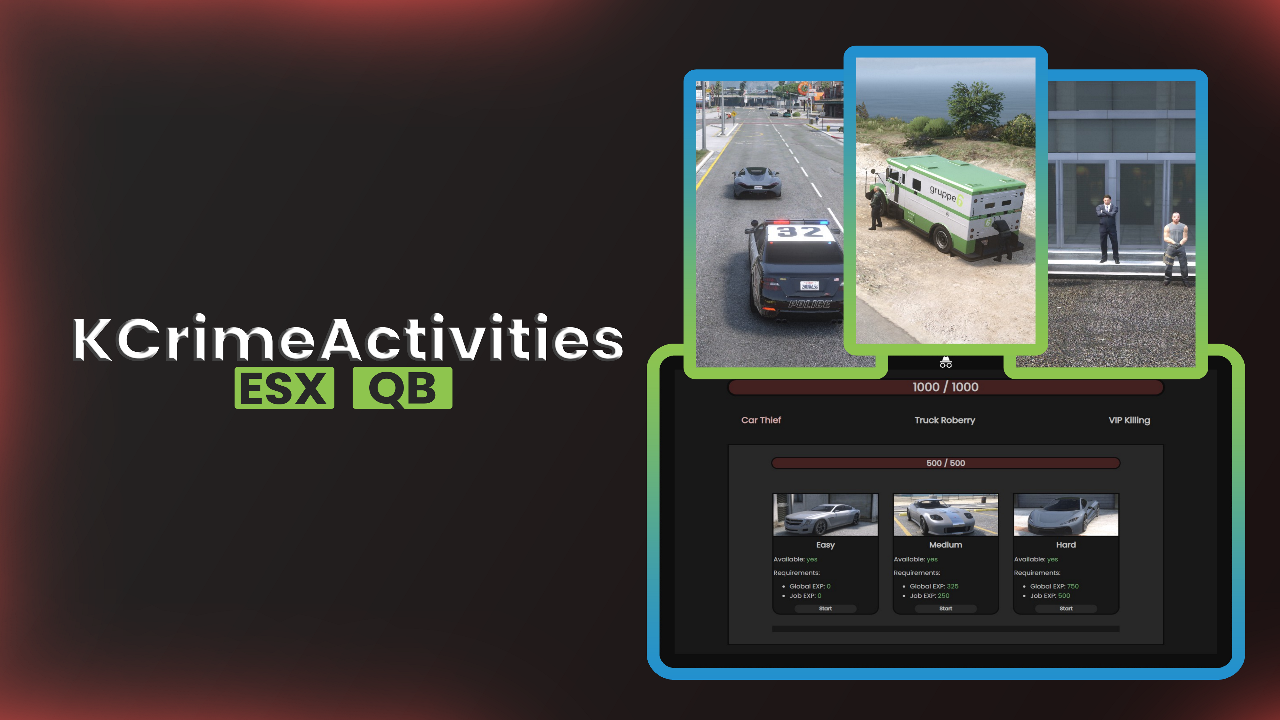 KCrimeActivities
ESX QB
32
POLICE
gruppe6
1000 / 1000
Car Thief Truck Roberry VIP Killing
500 / 500
Easy Medium Hard
Available: yes Available: yes Available: yes
Requirements: Requirements: Requirements:
• Global EXP: 0 • Global EXP: 325 • Global EXP: 750
• Job EXP: 0 • Job EXP: 250 • Job EXP: 500
Start Start Start